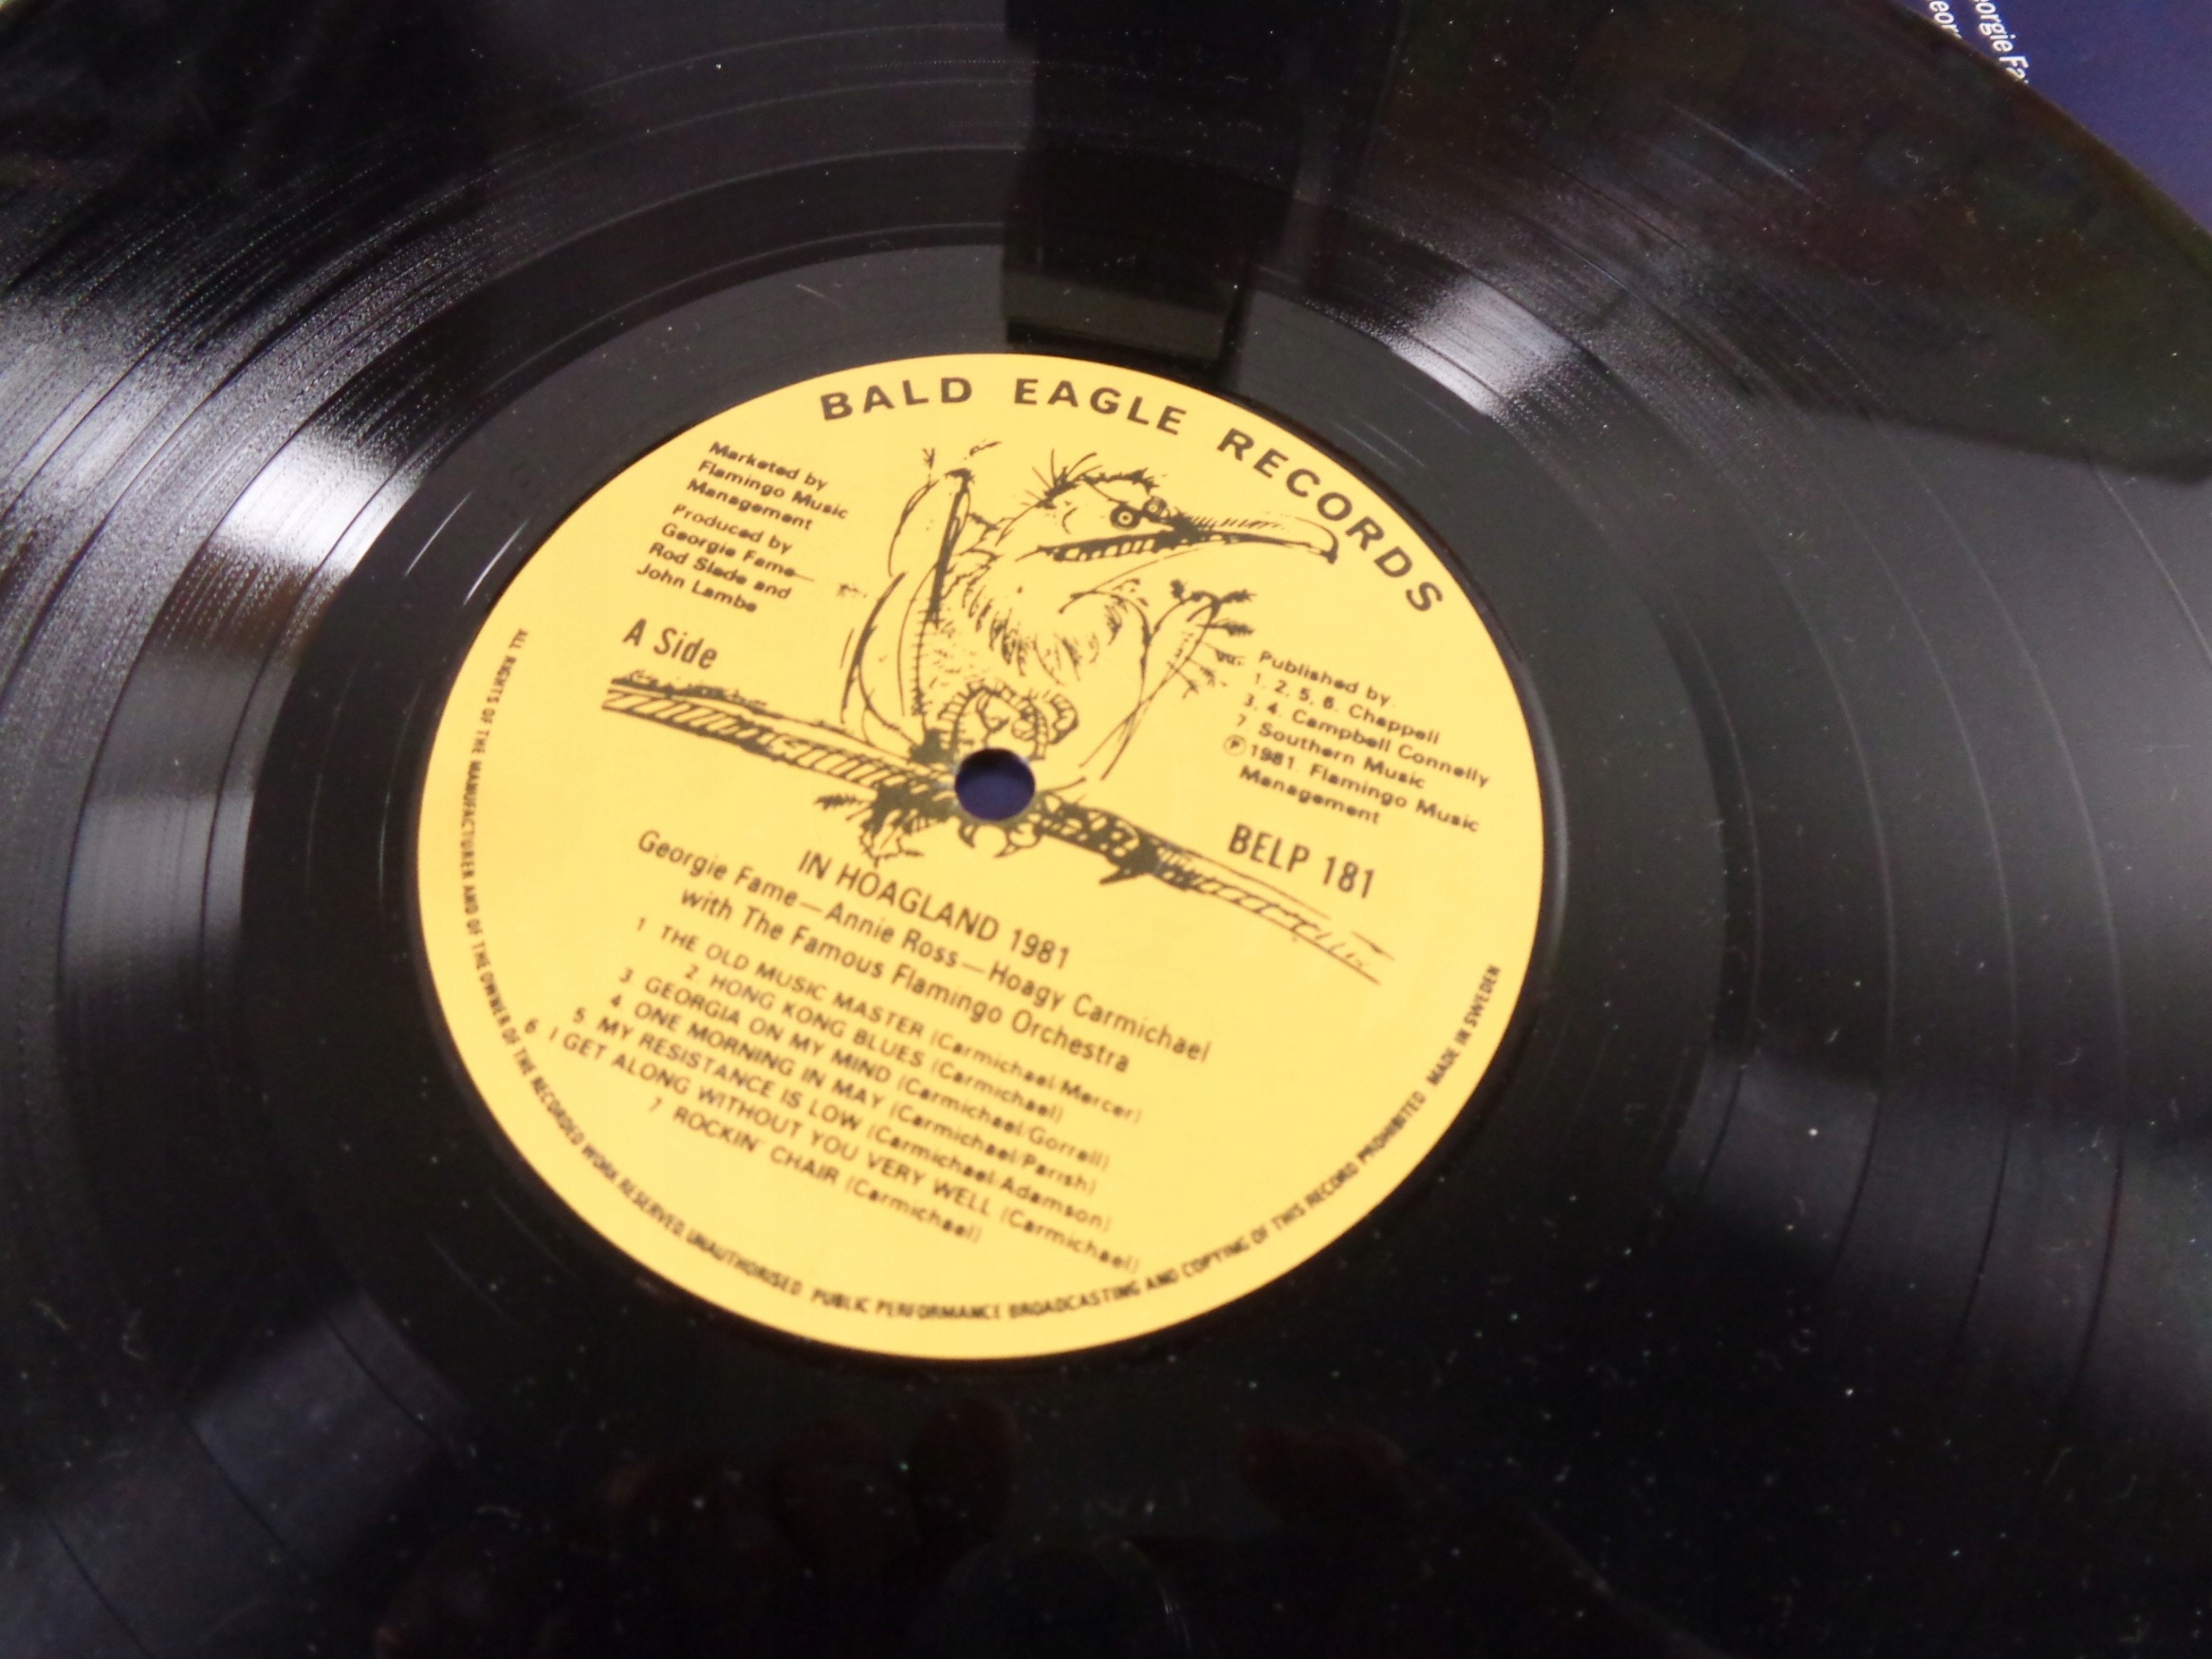 BALD EAGLE RECORDS
Marketed by
Flamingo Music
Management
Produced by
Georgie Fame—
Rod Slade and
John Lambe
A Side
Published by:
1, 2, 5, 6. Chappell
3, 4. Campbell Connelly
7 Southern Music
Ⓟ 1981. Flamingo Music
Management
BELP 181
IN HOAGLAND 1981
Georgie Fame—Annie Ross—Hoagy Carmichael
with The Famous Flamingo Orchestra
1 THE OLD MUSIC MASTER (Carmichael/Mercer)
2 HONG KONG BLUES (Carmichael)
3 GEORGIA ON MY MIND (Carmichael/Gorrell)
4 ONE MORNING IN MAY (Carmichael/Parish)
5 MY RESISTANCE IS LOW (Carmichael/Adamson)
6 I GET ALONG WITHOUT YOU VERY WELL (Carmichael)
7 ROCKIN' CHAIR (Carmichael)
ALL RIGHTS OF THE MANUFACTURER AND OF THE OWNER OF THE RECORDED WORK RESERVED UNAUTHORISED PUBLIC PERFORMANCE BROADCASTING AND COPYING OF THIS RECORD PROHIBITED MADE IN SWEDEN